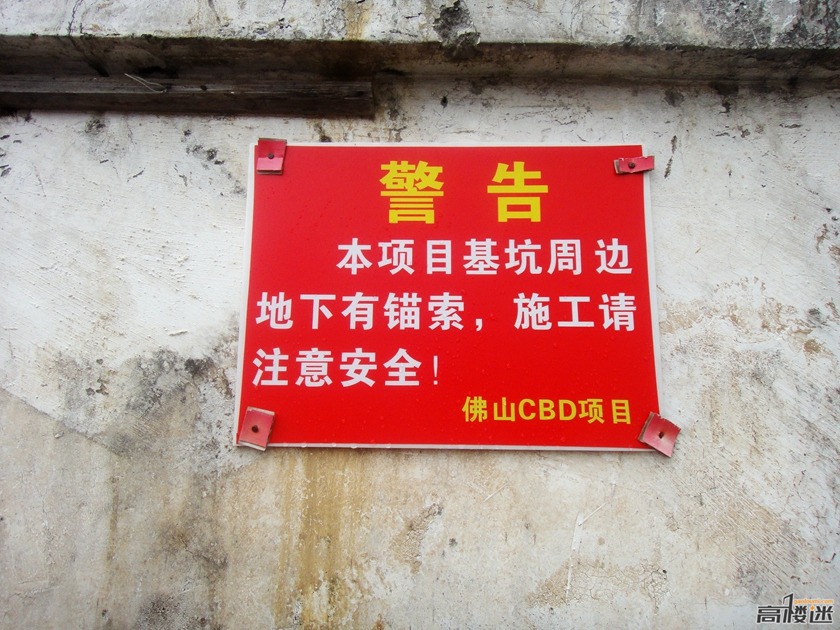 警告
本项目基坑周边
地下有锚索，施工请
注意安全！
佛山CBD项目
高楼迷